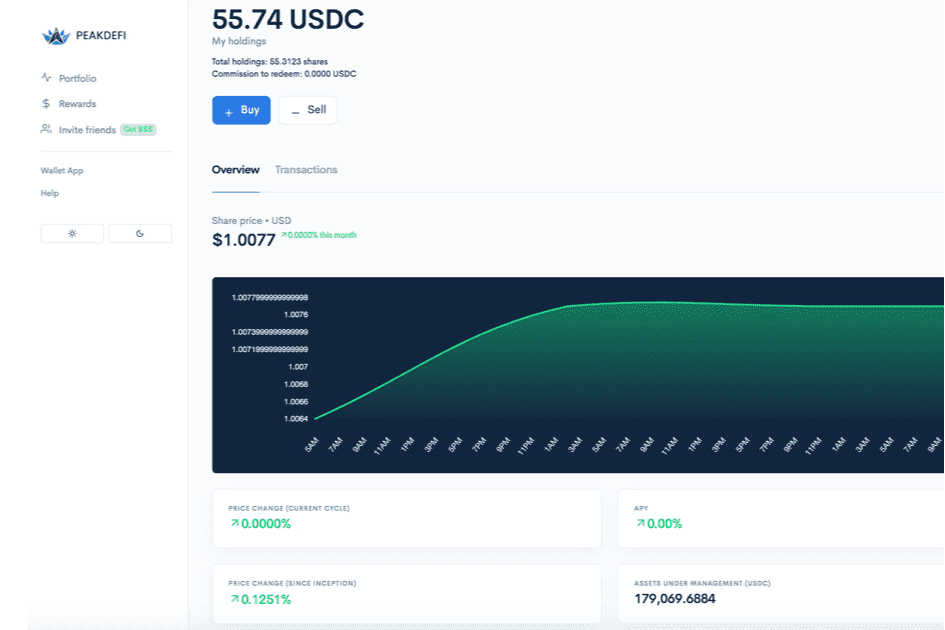 PEAKDEFI
Portfolio
Rewards
Invite friends Get $$$
Wallet App
Help
55.74 USDC
My holdings
Total holdings: 55.3123 shares
Commission to redeem: 0.0000 USDC
+ Buy
– Sell
Overview Transactions
Share price • USD
$1.0077 0.0000% this month
1.0077999999999998
1.0076
1.0073999999999999
1.0071999999999999
1.007
1.0068
1.0066
1.0064
5AM 7AM 9AM 11AM 1PM 3PM 5PM 7PM 9PM 11PM 1AM 3AM 5AM 7AM 9AM 11AM 1PM 3PM 5PM 7PM 9PM 11PM 1AM 3AM 5AM 7AM 9AM
PRICE CHANGE (CURRENT CYCLE)
0.0000%
APY
0.00%
PRICE CHANGE (SINCE INCEPTION)
0.1251%
ASSETS UNDER MANAGEMENT (USDC)
179,069.6884